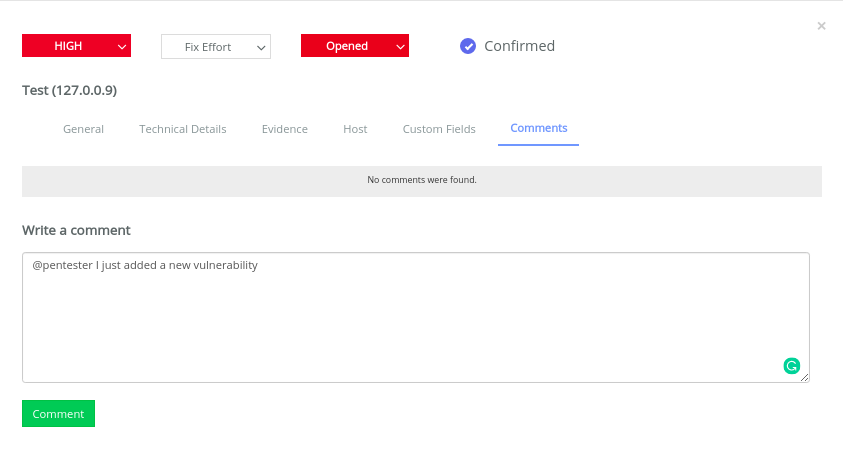 ×
HIGH
Fix Effort
Opened
Confirmed
Test (127.0.0.9)
General
Technical Details
Evidence
Host
Custom Fields
Comments
No comments were found.
Write a comment
@pentester I just added a new vulnerability
Comment